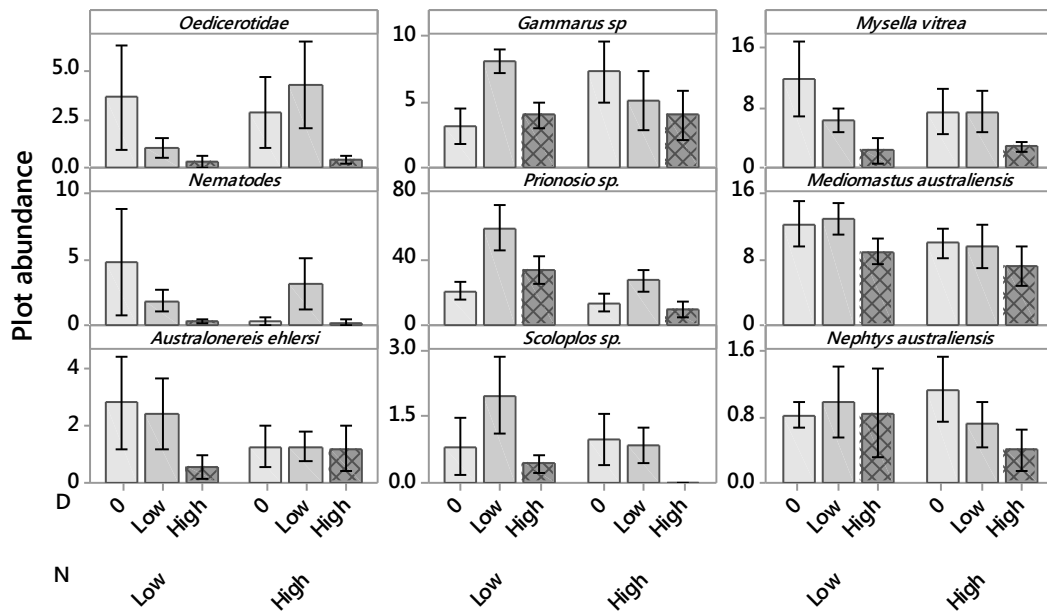 Oedicerotidae
Gammarus sp
Mysella vitrea
5.0
2.5
0.0
10
5
0
16
8
0
Nematodes
Prionosio sp.
Mediomastus australiensis
10
5
0
80
40
20
0
16
8
0
Australonereis ehlersi
Scoloplos sp.
Nephtys australiensis
4
2
0
3.0
1.5
0.0
1.6
0.8
0.0
Plot abundance
D
0 Low High 0 Low High
0 Low High 0 Low High
0 Low High 0 Low High
N
Low High
Low High
Low High